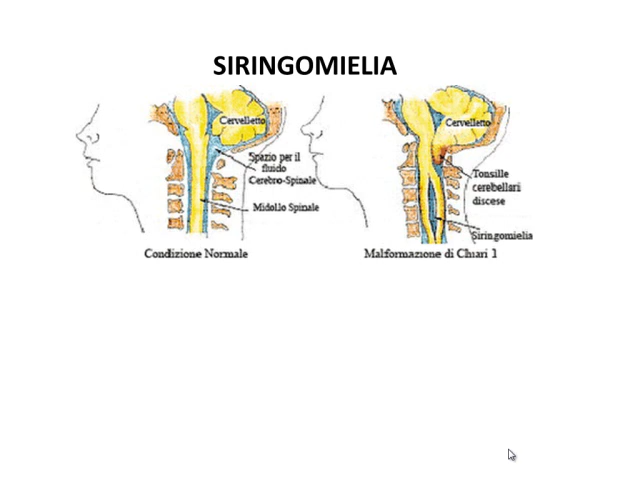 SIRINGOMIELIA
Cervelletto
Spazio per il
fluido
Cerebro-Spinale
Midollo Spinale
Condizione Normale
Cervelletto
Tonsille
cerebellari
discese
Siringomielia
Malformazione di Chiari 1